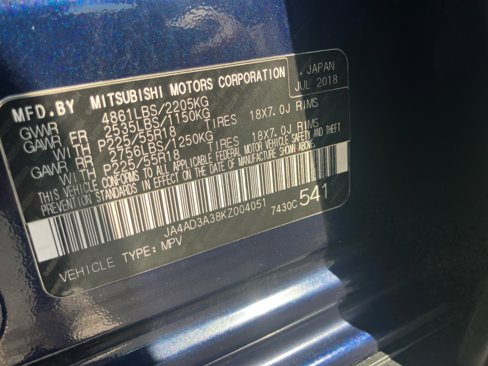 MFD.BY MITSUBISHI MOTORS CORPORATION , JAPAN
GVWR 4861LBS/2205KG JUL 2018
GAWR FR 2535LBS/1150KG
WITH P225/55R18 TIRES 18X7.0J RIMS
GAWR RR 2756LBS/1250KG
WITH P225/55R18 TIRES 18X7.0J RIMS
THIS VEHICLE CONFORMS TO ALL APPLICABLE FEDERAL MOTOR VEHICLE SAFETY AND THEFT
PREVENTION STANDARDS IN EFFECT ON THE DATE OF MANUFACTURE SHOWN ABOVE.
JA4AD3A38KZ004051 7430C 541
VEHICLE TYPE: MPV